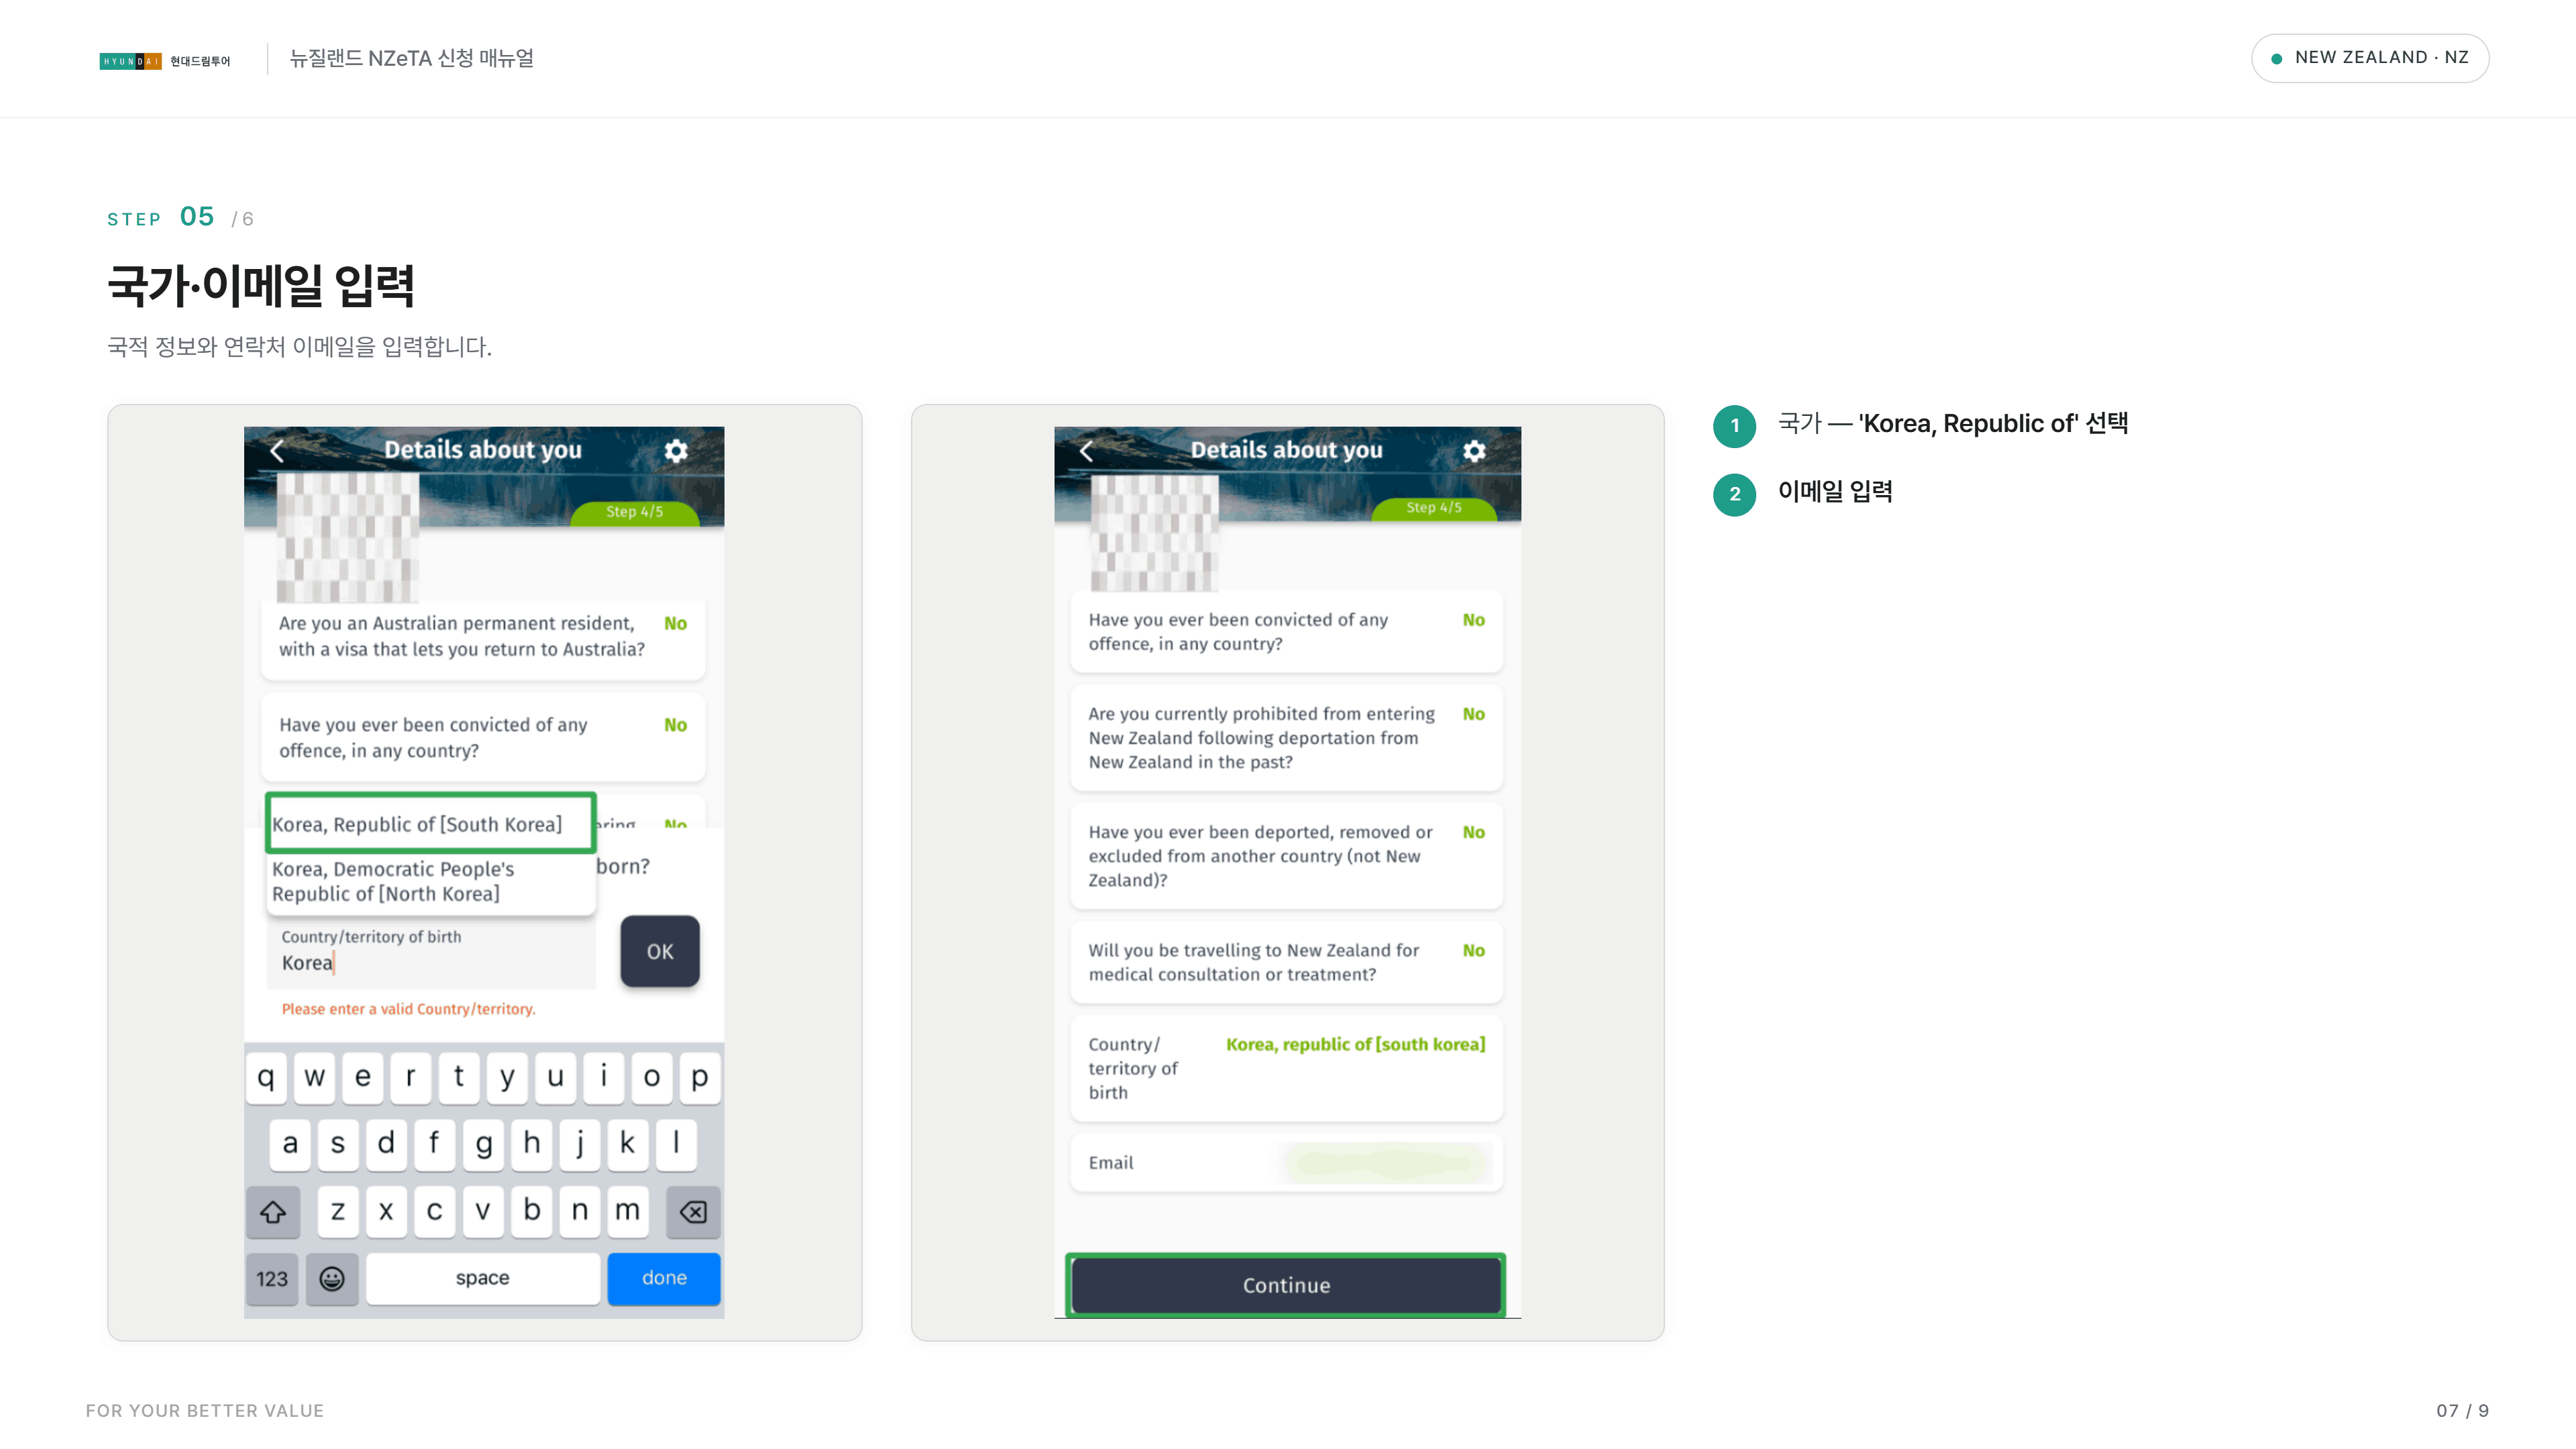 HYUNDAI 현대드림투어
뉴질랜드 NZeTA 신청 매뉴얼
NEW ZEALAND · NZ
STEP 05 / 6
국가·이메일 입력
국적 정보와 연락처 이메일을 입력합니다.
Details about you
Step 4/5
Are you an Australian permanent resident,
with a visa that lets you return to Australia?
No
Have you ever been convicted of any
offence, in any country?
No
Korea, Republic of [South Korea]
ering No
Korea, Democratic People's
Republic of [North Korea]
born?
Country/territory of birth
Korea
OK
Please enter a valid Country/territory.
q w e r t y u i o p
a s d f g h j k l
z x c v b n m
123 space done
Details about you
Step 4/5
Have you ever been convicted of any
offence, in any country?
No
Are you currently prohibited from entering
New Zealand following deportation from
New Zealand in the past?
No
Have you ever been deported, removed or
excluded from another country (not New
Zealand)?
No
Will you be travelling to New Zealand for
medical consultation or treatment?
No
Country/
territory of
birth
Korea, republic of [south korea]
Email
Continue
1 국가 — 'Korea, Republic of' 선택
2 이메일 입력
FOR YOUR BETTER VALUE
07 / 9